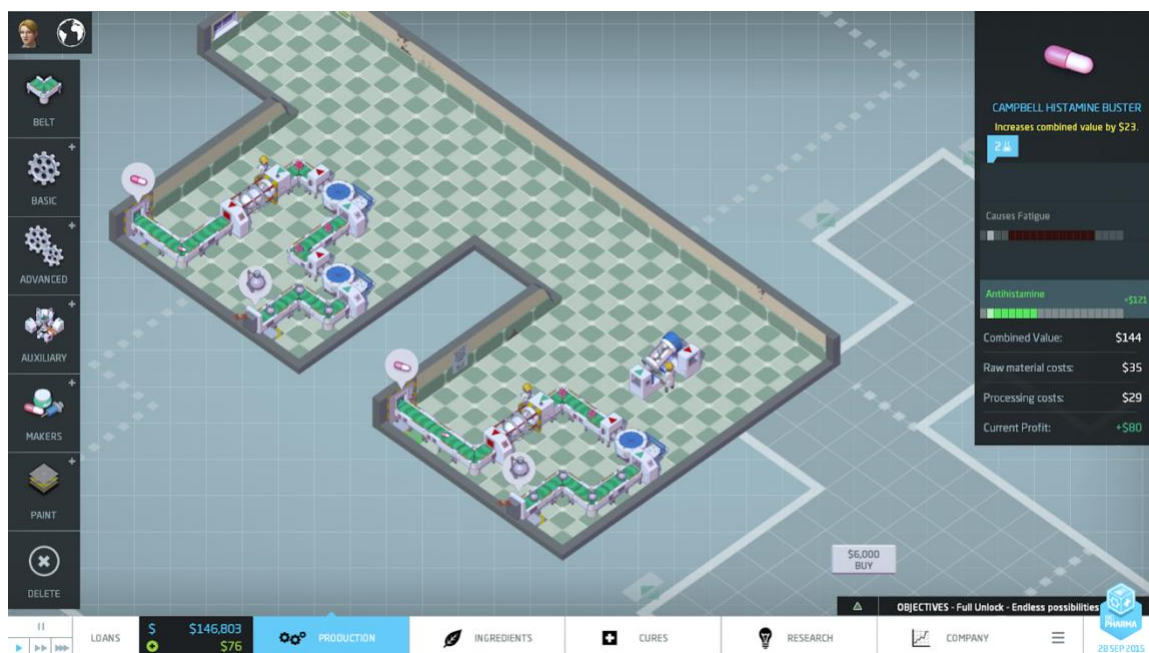 BELT
BASIC
ADVANCED
AUXILIARY
MAKERS
PAINT
DELETE
CAMPBELL HISTAMINE BUSTER
Increases combined value by $23.
2
Causes Fatigue
Antihistamine +$121
Combined Value: $144
Raw material costs: $35
Processing costs: $29
Current Profit: +$80
$6,000
BUY
OBJECTIVES - Full Unlock - Endless possibilities
LOANS
$ $146,803
$76
PRODUCTION
INGREDIENTS
CURES
RESEARCH
COMPANY
PHARMA
28 SEP 2015